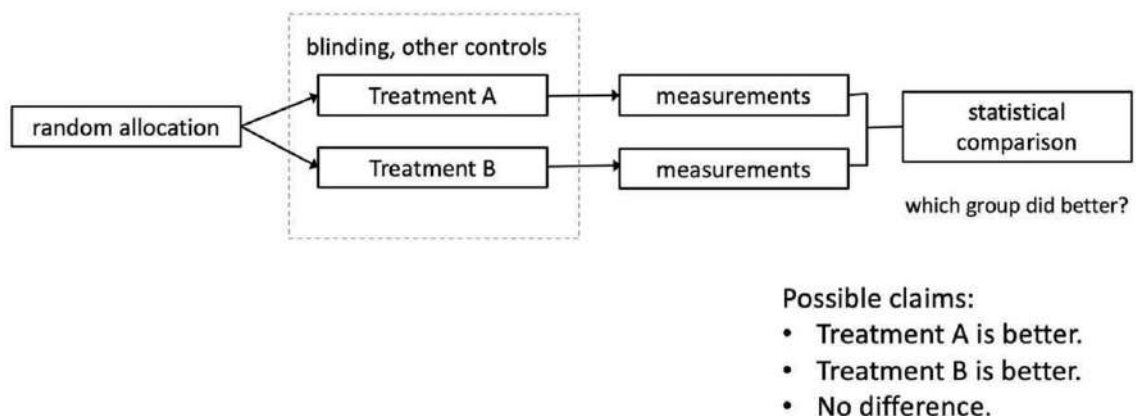 blinding, other controls
random allocation
Treatment A
measurements
Treatment B
measurements
statistical
comparison
which group did better?
Possible claims:
• Treatment A is better.
• Treatment B is better.
• No difference.